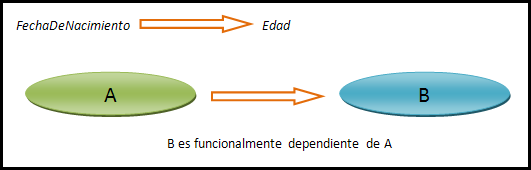 FechaDeNacimiento Edad
A B
B es funcionalmente dependiente de A